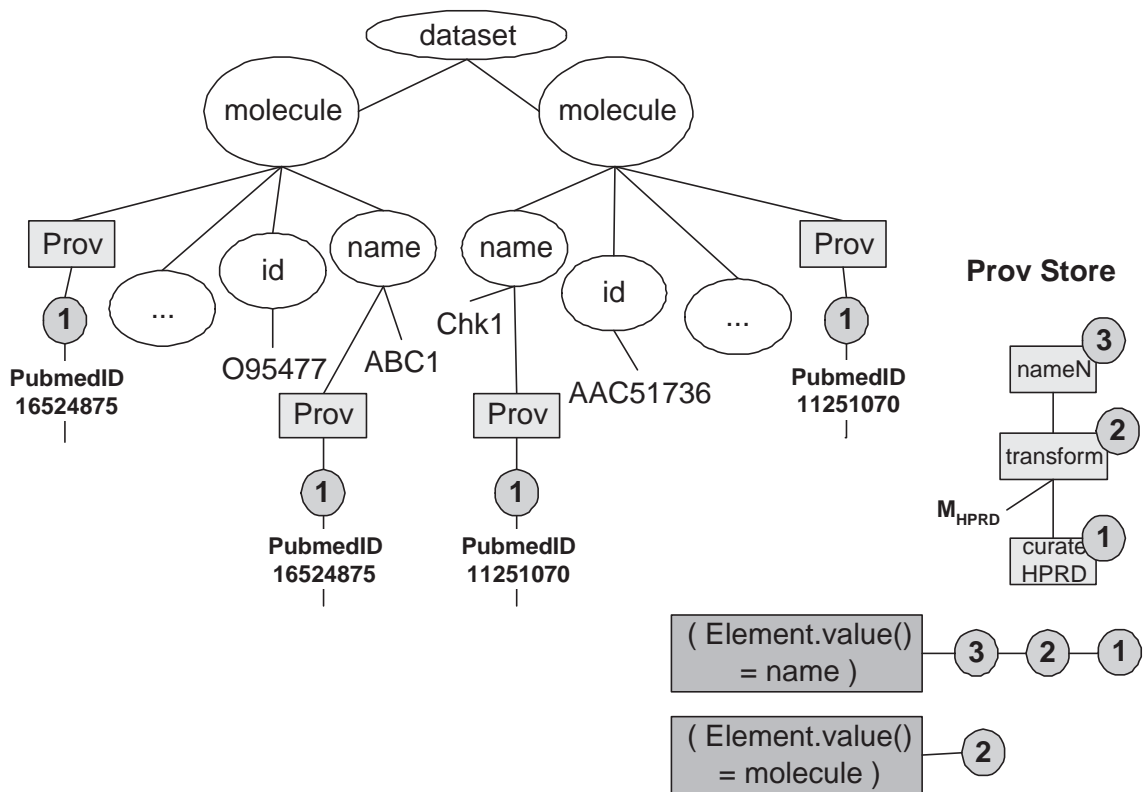 dataset
molecule
molecule
Prov
name
name
Prov
id
id
...
...
1
1
Chk1
O95477
ABC1
AAC51736
PubmedID
16524875
PubmedID
11251070
Prov
Prov
1
1
PubmedID
16524875
PubmedID
11251070
Prov Store
3
nameN
2
transform
MHPRD
1
curate
HPRD
( Element.value()
= name )
3
2
1
( Element.value()
= molecule )
2